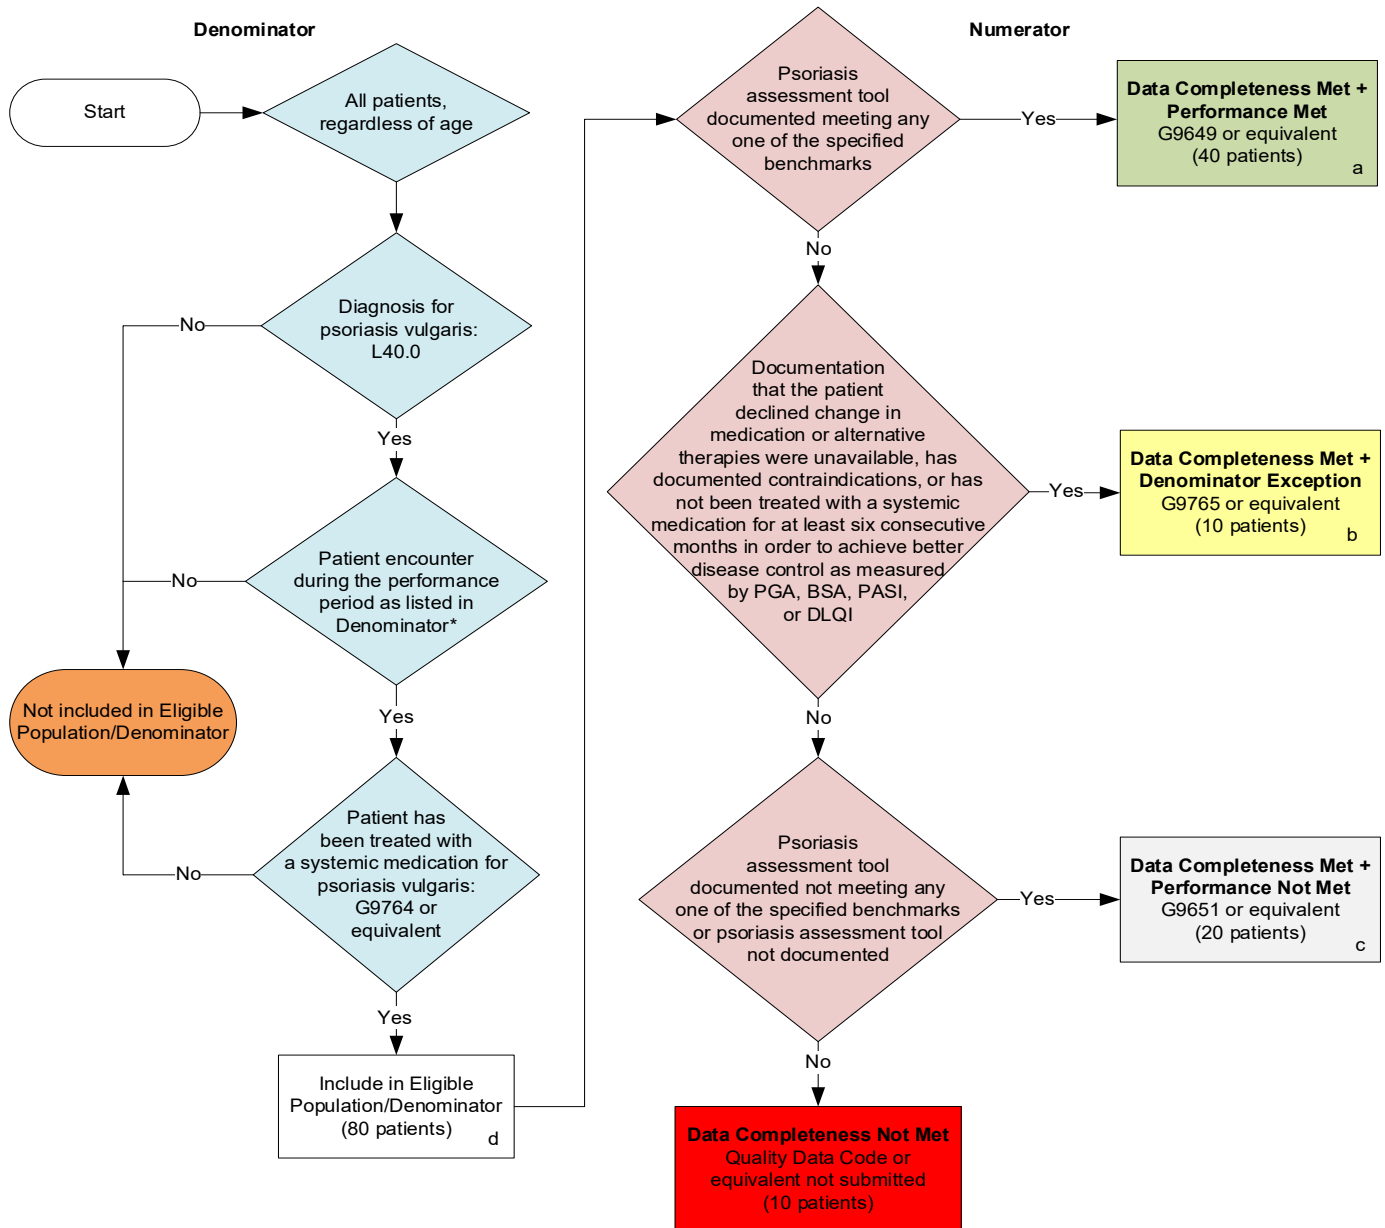 Denominator
Start
All patients,
regardless of age
Diagnosis for
psoriasis vulgaris:
L40.0
No
Yes
Patient encounter
during the performance
period as listed in
Denominator*
No
Yes
Not included in Eligible
Population/Denominator
Patient has
been treated with
a systemic medication for
psoriasis vulgaris:
G9764 or
equivalent
No
Yes
Include in Eligible
Population/Denominator
(80 patients)
d
Numerator
Psoriasis
assessment tool
documented meeting any
one of the specified
benchmarks
Yes
Data Completeness Met +
Performance Met
G9649 or equivalent
(40 patients)
a
No
Documentation
that the patient
declined change in
medication or alternative
therapies were unavailable, has
documented contraindications, or has
not been treated with a systemic
medication for at least six consecutive
months in order to achieve better
disease control as measured
by PGA, BSA, PASI,
or DLQI
Yes
Data Completeness Met +
Denominator Exception
G9765 or equivalent
(10 patients)
b
No
Psoriasis
assessment tool
documented not meeting any
one of the specified benchmarks
or psoriasis assessment tool
not documented
Yes
Data Completeness Met +
Performance Not Met
G9651 or equivalent
(20 patients)
c
No
Data Completeness Not Met
Quality Data Code or
equivalent not submitted
(10 patients)